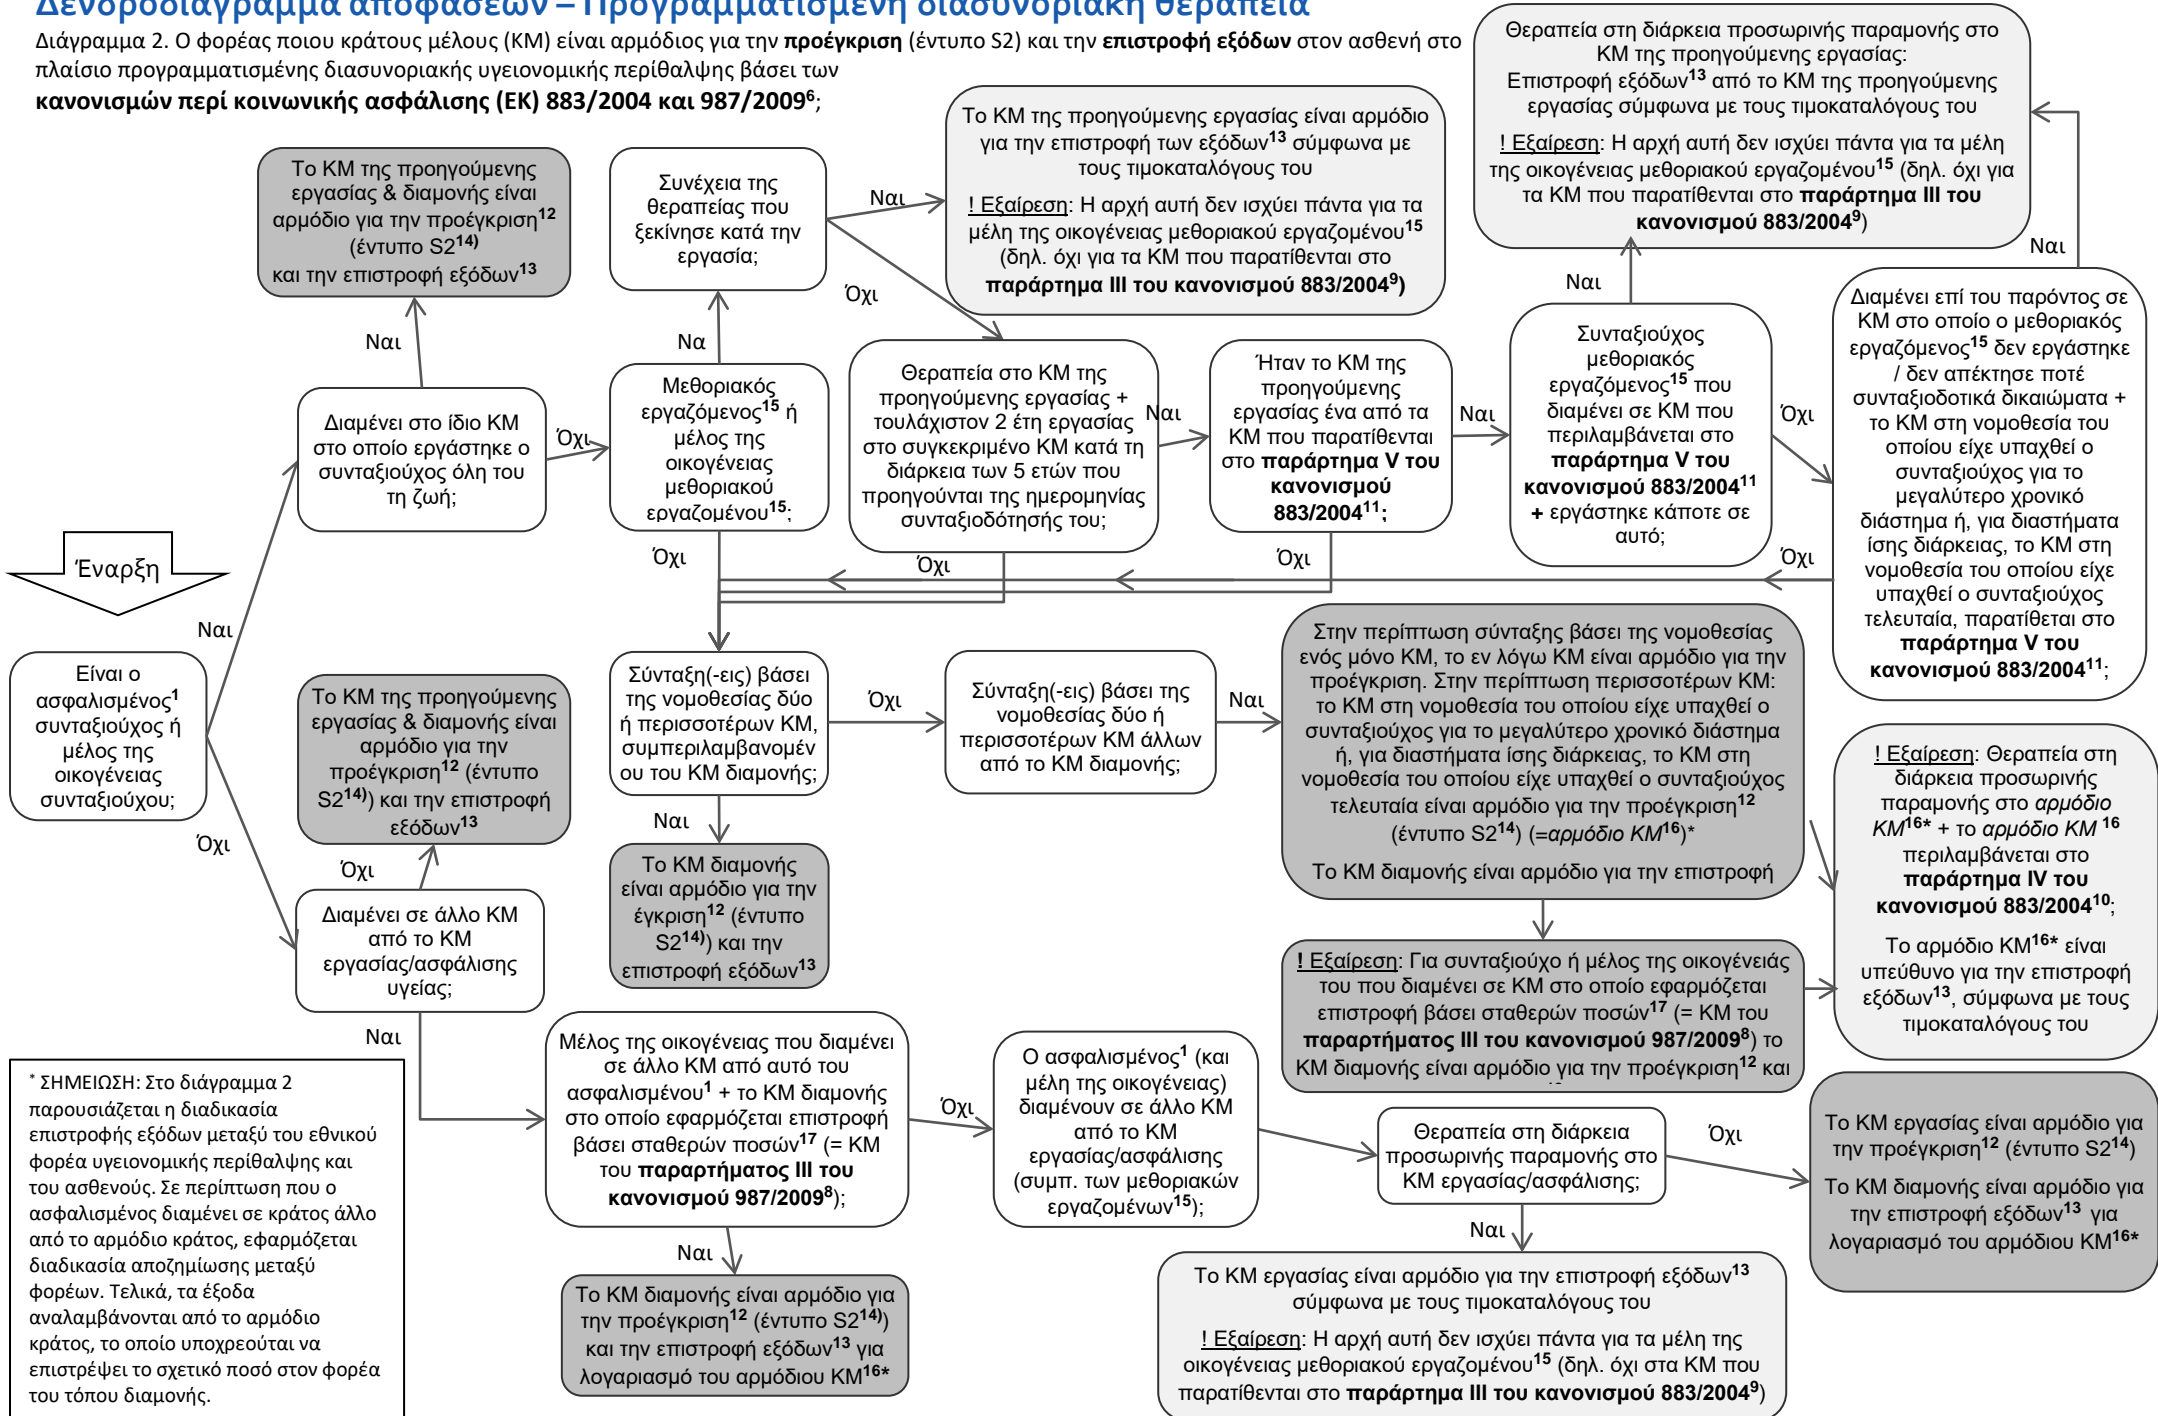 Δενδροδιάγραμμα αποφάσεων – Προγραμματισμένη διασυνοριακή θεραπεία
Διάγραμμα 2. Ο φορέας ποιου κράτους μέλους (ΚΜ) είναι αρμόδιος για την προέγκριση (έντυπο S2) και την επιστροφή εξόδων στον ασθενή στο
πλαίσιο προγραμματισμένης διασυνοριακής υγειονομικής περίθαλψης βάσει των
κανονισμών περί κοινωνικής ασφάλισης (ΕΚ) 883/2004 και 987/2009⁶;
Θεραπεία στη διάρκεια προσωρινής παραμονής στο
ΚΜ της προηγούμενης εργασίας:
Επιστροφή εξόδων¹³ από το ΚΜ της προηγούμενης
εργασίας σύμφωνα με τους τιμοκαταλόγους του
! Εξαίρεση: Η αρχή αυτή δεν ισχύει πάντα για τα μέλη
της οικογένειας μεθοριακού εργαζομένου¹⁵ (δηλ. όχι για
τα ΚΜ που παρατίθενται στο παράρτημα III του
κανονισμού 883/2004⁹)
Το ΚΜ της προηγούμενης εργασίας είναι αρμόδιο
για την επιστροφή των εξόδων¹³ σύμφωνα με
τους τιμοκαταλόγους του
! Εξαίρεση: Η αρχή αυτή δεν ισχύει πάντα για τα
μέλη της οικογένειας μεθοριακού εργαζομένου¹⁵
(δηλ. όχι για τα ΚΜ που παρατίθενται στο
παράρτημα III του κανονισμού 883/2004⁹)
Το ΚΜ της προηγούμενης
εργασίας & διαμονής είναι
αρμόδιο για την προέγκριση¹²
(έντυπο S2¹⁴⁾
και την επιστροφή εξόδων¹³
Συνέχεια της
θεραπείας που
ξεκίνησε κατά την
εργασία;
Ναι
Όχι
Ναι
Να
Ναι
Ναι
Διαμένει στο ίδιο ΚΜ
στο οποίο εργάστηκε ο
συνταξιούχος όλη του
τη ζωή;
Όχι
Μεθοριακός
εργαζόμενος¹⁵ ή
μέλος της
οικογένειας
μεθοριακού
εργαζομένου¹⁵;
Θεραπεία στο ΚΜ της
προηγούμενης εργασίας +
τουλάχιστον 2 έτη εργασίας
στο συγκεκριμένο ΚΜ κατά τη
διάρκεια των 5 ετών που
προηγούνται της ημερομηνίας
συνταξιοδότησής του;
Ναι
Ήταν το ΚΜ της
προηγούμενης
εργασίας ένα από τα
ΚΜ που παρατίθενται
στο παράρτημα V του
κανονισμού
883/2004¹¹;
Ναι
Συνταξιούχος
μεθοριακός
εργαζόμενος¹⁵ που
διαμένει σε ΚΜ που
περιλαμβάνεται στο
παράρτημα V του
κανονισμού 883/2004¹¹
+ εργάστηκε κάποτε σε
αυτό;
Όχι
Διαμένει επί του παρόντος σε
ΚΜ στο οποίο ο μεθοριακός
εργαζόμενος¹⁵ δεν εργάστηκε
/ δεν απέκτησε ποτέ
συνταξιοδοτικά δικαιώματα +
το ΚΜ στη νομοθεσία του
οποίου είχε υπαχθεί ο
συνταξιούχος για το
μεγαλύτερο χρονικό
διάστημα ή, για διαστήματα
ίσης διάρκειας, το ΚΜ στη
νομοθεσία του οποίου είχε
υπαχθεί ο συνταξιούχος
τελευταία, παρατίθεται στο
παράρτημα V του
κανονισμού 883/2004¹¹;
Όχι
Όχι
Όχι
Όχι
Έναρξη
Ναι
Είναι ο
ασφαλισμένος¹
συνταξιούχος ή
μέλος της
οικογένειας
συνταξιούχου;
Όχι
Το ΚΜ της προηγούμενης
εργασίας & διαμονής είναι
αρμόδιο για την
προέγκριση¹² (έντυπο
S2¹⁴⁾) και την επιστροφή
εξόδων¹³
Σύνταξη(-εις) βάσει
της νομοθεσίας δύο
ή περισσοτέρων ΚΜ,
συμπεριλαμβανομέν
ου του ΚΜ διαμονής;
Όχι
Σύνταξη(-εις) βάσει της
νομοθεσίας δύο ή
περισσοτέρων ΚΜ άλλων
από το ΚΜ διαμονής;
Ναι
Στην περίπτωση σύνταξης βάσει της νομοθεσίας
ενός μόνο ΚΜ, το εν λόγω ΚΜ είναι αρμόδιο για την
προέγκριση. Στην περίπτωση περισσοτέρων ΚΜ:
το ΚΜ στη νομοθεσία του οποίου είχε υπαχθεί ο
συνταξιούχος για το μεγαλύτερο χρονικό διάστημα
ή, για διαστήματα ίσης διάρκειας, το ΚΜ στη
νομοθεσία του οποίου είχε υπαχθεί ο συνταξιούχος
τελευταία είναι αρμόδιο για την προέγκριση¹²
(έντυπο S2¹⁴) (=αρμόδιο ΚΜ¹⁶)*
Το ΚΜ διαμονής είναι αρμόδιο για την επιστροφή
! Εξαίρεση: Θεραπεία στη
διάρκεια προσωρινής
παραμονής στο αρμόδιο
ΚΜ¹⁶* + το αρμόδιο ΚΜ ¹⁶
περιλαμβάνεται στο
παράρτημα IV του
κανονισμού 883/2004¹⁰;
Το αρμόδιο ΚΜ¹⁶* είναι
υπεύθυνο για την επιστροφή
εξόδων¹³, σύμφωνα με τους
τιμοκαταλόγους του
Ναι
Το ΚΜ διαμονής
είναι αρμόδιο για την
έγκριση¹² (έντυπο
S2¹⁴⁾) και την
επιστροφή εξόδων¹³
Όχι
Διαμένει σε άλλο ΚΜ
από το ΚΜ
εργασίας/ασφάλισης
υγείας;
Ναι
! Εξαίρεση: Για συνταξιούχο ή μέλος της οικογένειάς
του που διαμένει σε ΚΜ στο οποίο εφαρμόζεται
επιστροφή βάσει σταθερών ποσών¹⁷ (= ΚΜ του
παραρτήματος III του κανονισμού 987/2009⁸) το
ΚΜ διαμονής είναι αρμόδιο για την προέγκριση¹² και
* ΣΗΜΕΙΩΣΗ: Στο διάγραμμα 2
παρουσιάζεται η διαδικασία
επιστροφής εξόδων μεταξύ του εθνικού
φορέα υγειονομικής περίθαλψης και
του ασθενούς. Σε περίπτωση που ο
ασφαλισμένος διαμένει σε κράτος άλλο
από το αρμόδιο κράτος, εφαρμόζεται
διαδικασία αποζημίωσης μεταξύ
φορέων. Τελικά, τα έξοδα
αναλαμβάνονται από το αρμόδιο
κράτος, το οποίο υποχρεούται να
επιστρέψει το σχετικό ποσό στον φορέα
του τόπου διαμονής.
Μέλος της οικογένειας που διαμένει
σε άλλο ΚΜ από αυτό του
ασφαλισμένου¹ + το ΚΜ διαμονής
στο οποίο εφαρμόζεται επιστροφή
βάσει σταθερών ποσών¹⁷ (= ΚΜ
του παραρτήματος III του
κανονισμού 987/2009⁸);
Όχι
Ο ασφαλισμένος¹ (και
μέλη της οικογένειας)
διαμένουν σε άλλο ΚΜ
από το ΚΜ
εργασίας/ασφάλισης
(συμπ. των μεθοριακών
εργαζομένων¹⁵);
Θεραπεία στη διάρκεια
προσωρινής παραμονής στο
ΚΜ εργασίας/ασφάλισης;
Όχι
Το ΚΜ εργασίας είναι αρμόδιο για
την προέγκριση¹² (έντυπο S2¹⁴)
Το ΚΜ διαμονής είναι αρμόδιο για
την επιστροφή εξόδων¹³ για
λογαριασμό του αρμόδιου ΚΜ¹⁶*
Ναι
Ναι
Το ΚΜ διαμονής είναι αρμόδιο για
την προέγκριση¹² (έντυπο S2¹⁴⁾)
και την επιστροφή εξόδων¹³ για
λογαριασμό του αρμόδιου ΚΜ¹⁶*
Το ΚΜ εργασίας είναι αρμόδιο για την επιστροφή εξόδων¹³
σύμφωνα με τους τιμοκαταλόγους του
! Εξαίρεση: Η αρχή αυτή δεν ισχύει πάντα για τα μέλη της
οικογένειας μεθοριακού εργαζομένου¹⁵ (δηλ. όχι στα ΚΜ που
παρατίθενται στο παράρτημα III του κανονισμού 883/2004⁹)